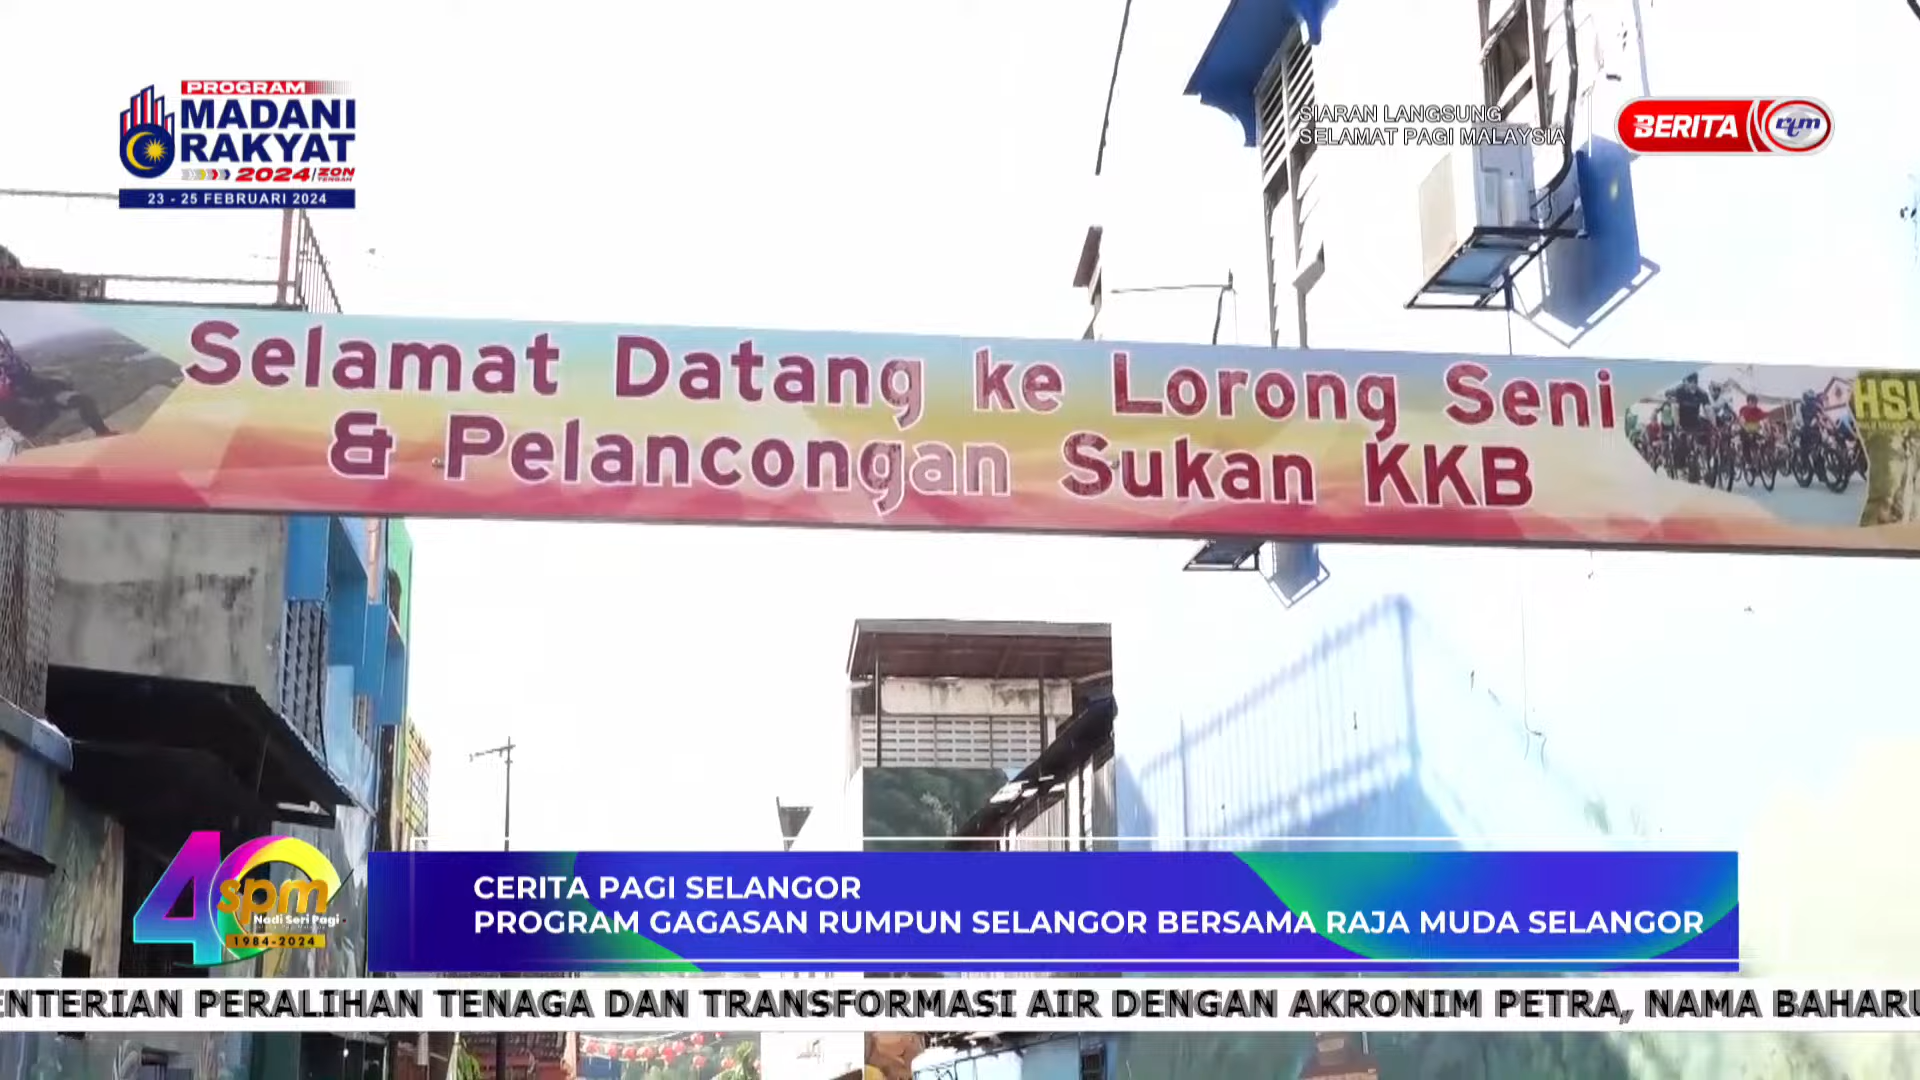 PROGRAM
MADANI
RAKYAT
2024 ZON TENGAH
23 - 25 FEBRUARI 2024
SIARAN LANGSUNG
SELAMAT PAGI MALAYSIA
BERITA rtm
Selamat Datang ke Lorong Seni
& Pelancongan Sukan KKB
40
spm
Nadi Seri Pagi
1984-2024
CERITA PAGI SELANGOR
PROGRAM GAGASAN RUMPUN SELANGOR BERSAMA RAJA MUDA SELANGOR
ENTERIAN PERALIHAN TENAGA DAN TRANSFORMASI AIR DENGAN AKRONIM PETRA, NAMA BAHARU